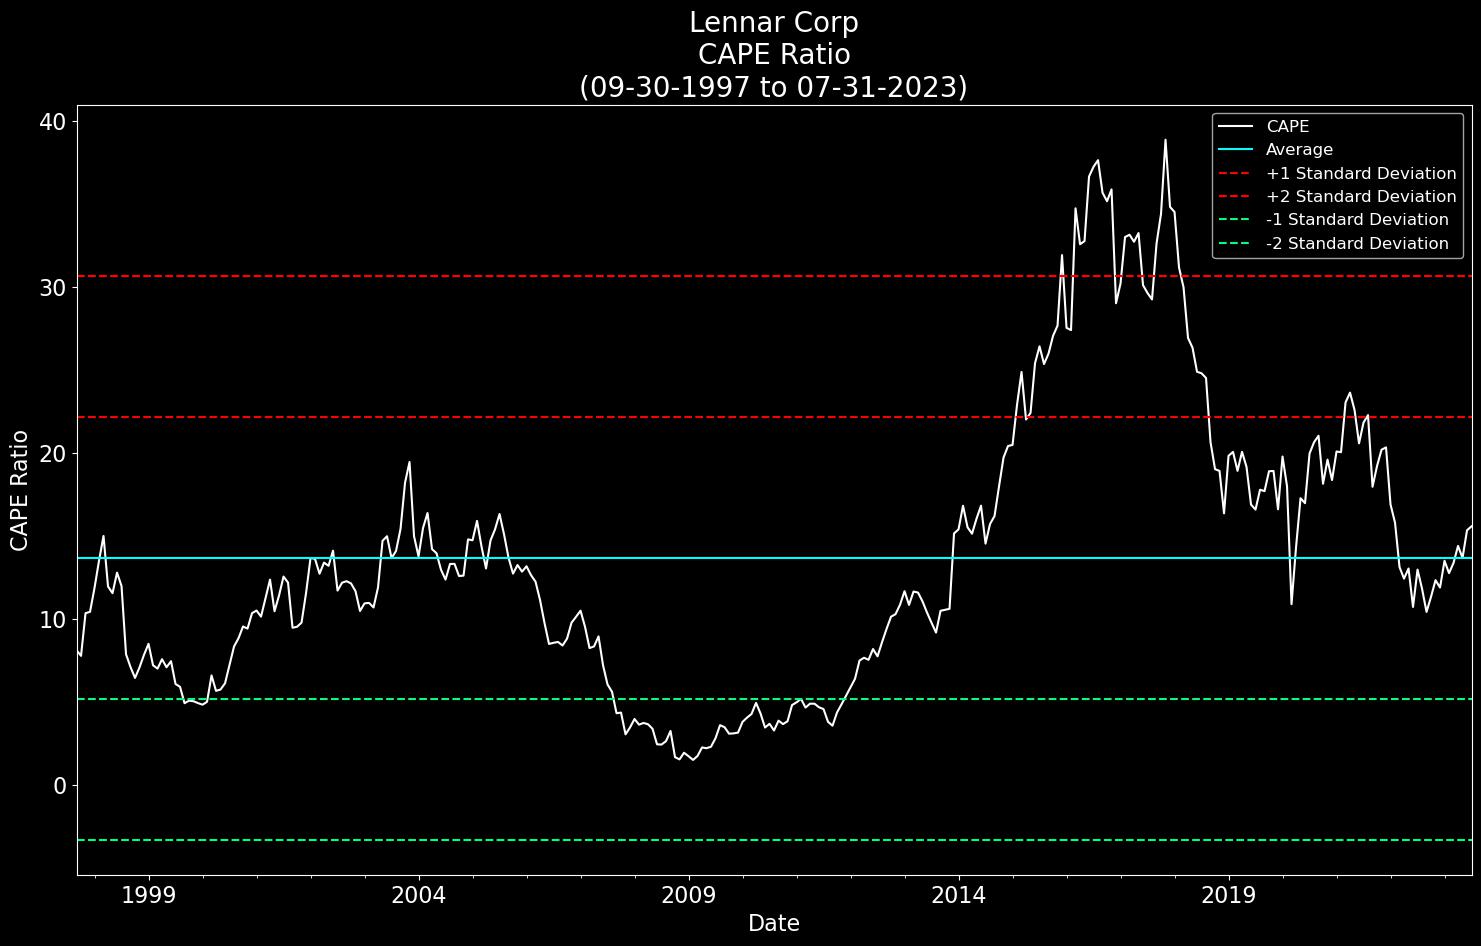 Lennar Corp
CAPE Ratio
(09-30-1997 to 07-31-2023)
CAPE
Average
+1 Standard Deviation
+2 Standard Deviation
-1 Standard Deviation
-2 Standard Deviation
CAPE Ratio
40
30
20
10
0
1999 2004 2009 2014 2019
Date